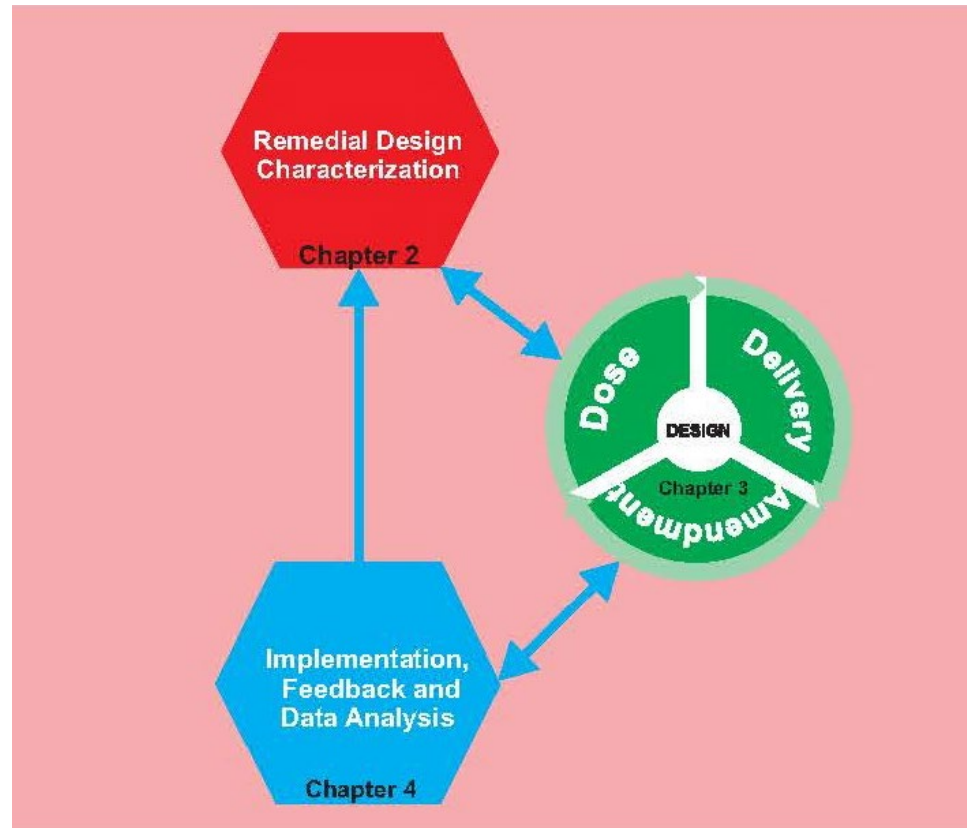 Remedial Design
Characterization
Chapter 2
Dose
Delivery
DESIGN
Chapter 3
Amendment
Implementation,
Feedback and
Data Analysis
Chapter 4